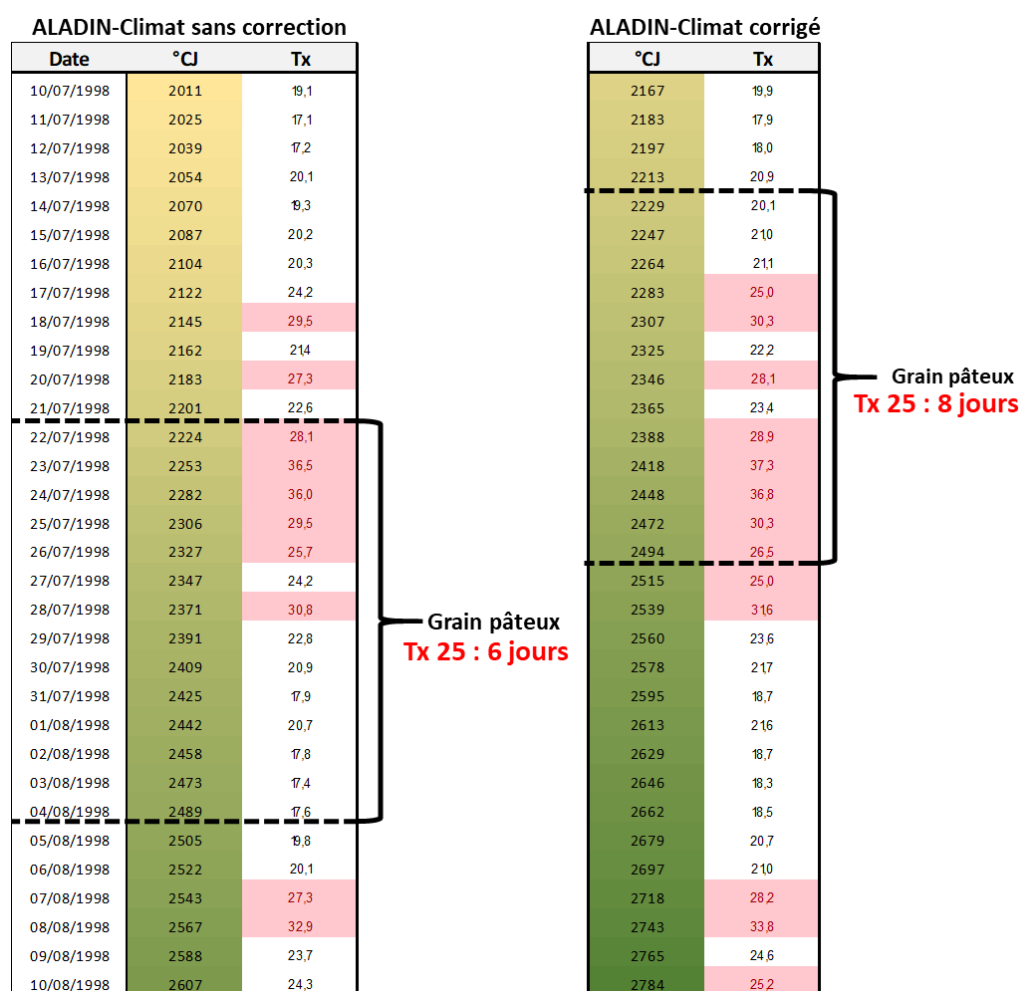 ALADIN-Climat sans correction ALADIN-Climat corrigé
Date °CJ Tx °CJ Tx
10/07/1998 2011 19,1 2167 19,9
11/07/1998 2025 17,1 2183 17,9
12/07/1998 2039 17,2 2197 18,0
13/07/1998 2054 20,1 2213 20,9
14/07/1998 2070 19,3 2229 20,1
15/07/1998 2087 20,2 2247 21,0
16/07/1998 2104 20,3 2264 21,1
17/07/1998 2122 24,2 2283 25,0
18/07/1998 2145 29,5 2307 30,3
19/07/1998 2162 21,4 2325 22,2
20/07/1998 2183 27,3 2346 28,1 Grain pâteux
21/07/1998 2201 22,6 2365 23,4 Tx 25 : 8 jours
22/07/1998 2224 28,1 2388 28,9
23/07/1998 2253 36,5 2418 37,3
24/07/1998 2282 36,0 2448 36,8
25/07/1998 2306 29,5 2472 30,3
26/07/1998 2327 25,7 2494 26,5
27/07/1998 2347 24,2 2515 25,0
28/07/1998 2371 30,8 Grain pâteux 2539 31,6
29/07/1998 2391 22,8 Tx 25 : 6 jours 2560 23,6
30/07/1998 2409 20,9 2578 21,7
31/07/1998 2425 17,9 2595 18,7
01/08/1998 2442 20,7 2613 21,6
02/08/1998 2458 17,8 2629 18,7
03/08/1998 2473 17,4 2646 18,3
04/08/1998 2489 17,6 2662 18,5
05/08/1998 2505 19,8 2679 20,7
06/08/1998 2522 20,1 2697 21,0
07/08/1998 2543 27,3 2718 28,2
08/08/1998 2567 32,9 2743 33,8
09/08/1998 2588 23,7 2765 24,6
10/08/1998 2607 24,3 2784 25,2